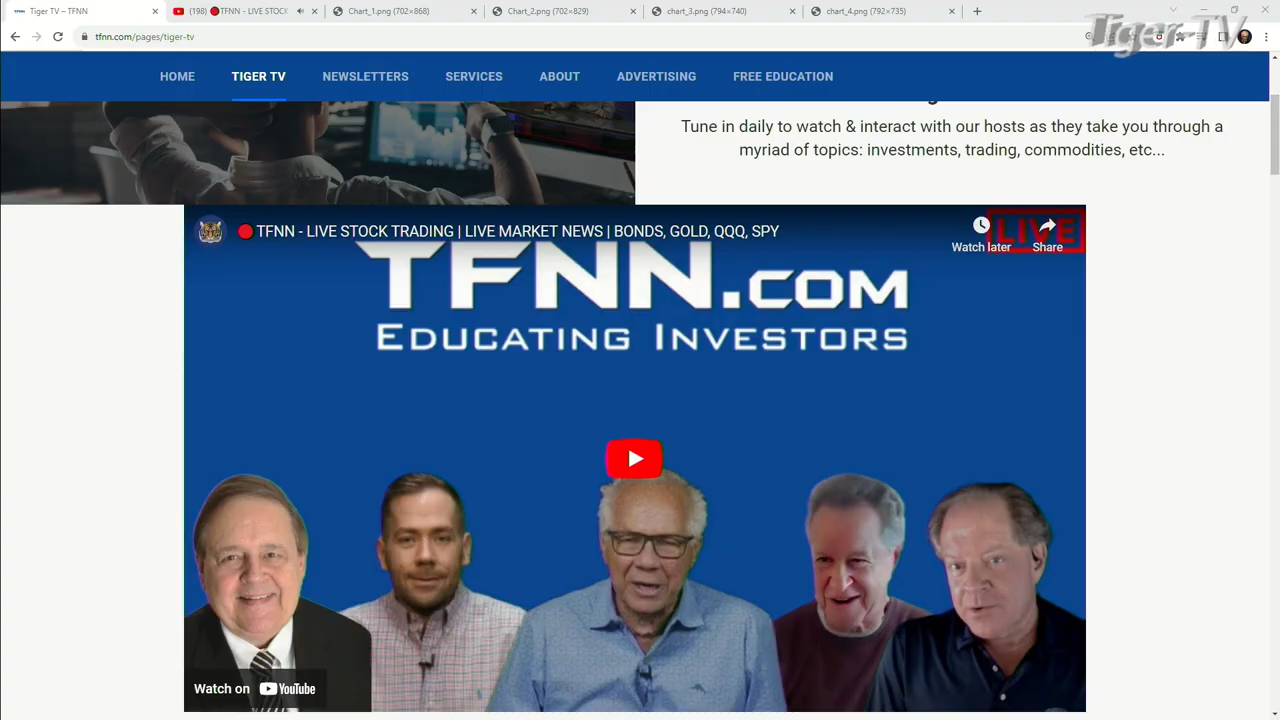 Tiger TV – TFNN
(198) 🔴TFNN - LIVE STOCK
Chart_1.png (702×868)
Chart_2.png (702×829)
chart_3.png (794×740)
chart_4.png (792×735)
Tiger-TV
tfnn.com/pages/tiger-tv
HOME
TIGER TV
NEWSLETTERS
SERVICES
ABOUT
ADVERTISING
FREE EDUCATION
Tune in daily to watch & interact with our hosts as they take you through a
myriad of topics: investments, trading, commodities, etc...
🔴TFNN - LIVE STOCK TRADING | LIVE MARKET NEWS | BONDS, GOLD, QQQ, SPY
LIVE
Watch later
Share
TFNN.COM
EDUCATING INVESTORS
Watch on YouTube